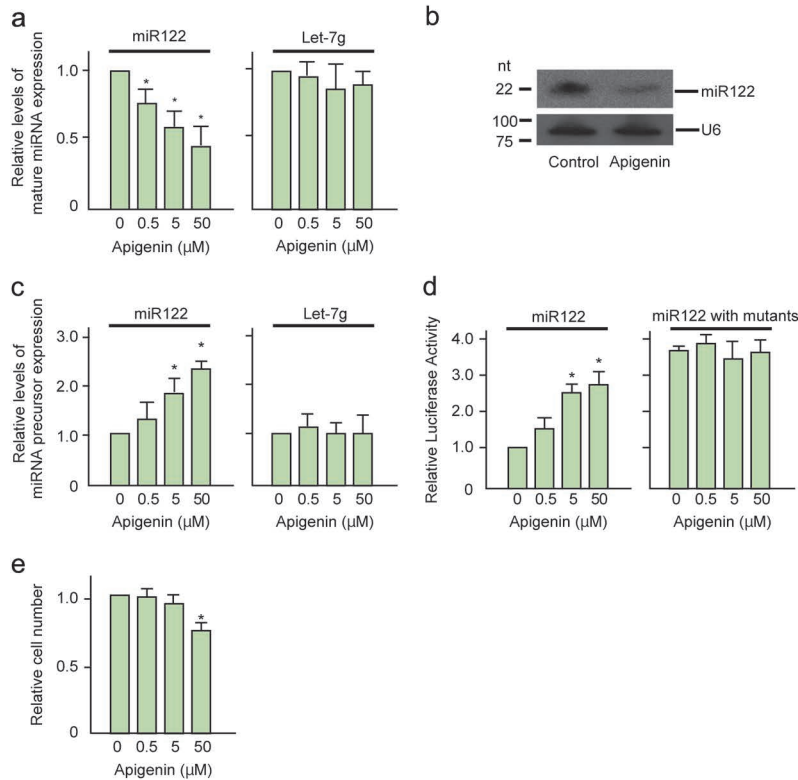 a
miR122
Let-7g
Relative levels of
mature miRNA expression
1.0
0.5
0
*
*
*
0 0.5 5 50
0 0.5 5 50
Apigenin (μM)
Apigenin (μM)
b
nt
22
100
75
miR122
U6
Control Apigenin
c
miR122
Let-7g
Relative levels of
miRNA precursor expression
3.0
2.0
1.0
0
*
*
0 0.5 5 50
0 0.5 5 50
Apigenin (μM)
Apigenin (μM)
d
miR122
miR122 with mutants
Relative Luciferase Activity
4.0
3.0
2.0
1.0
0
*
*
0 0.5 5 50
0 0.5 5 50
Apigenin (μM)
Apigenin (μM)
e
Relative cell number
1.0
0.5
0
*
0 0.5 5 50
Apigenin (μM)